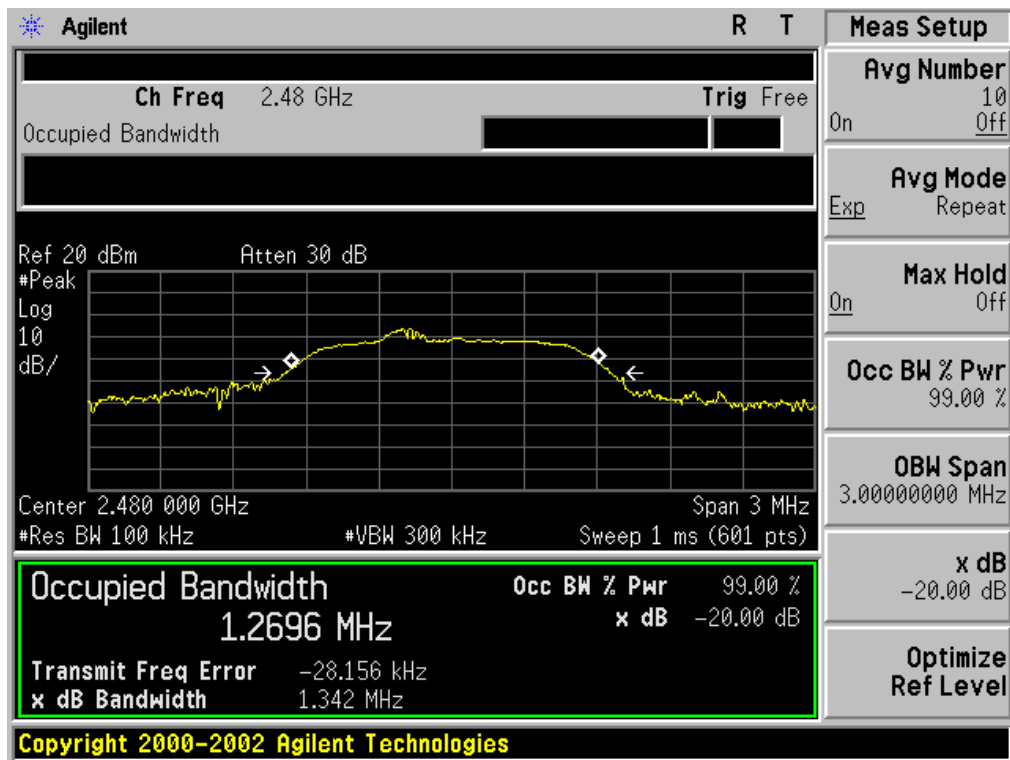 Agilent R T
Ch Freq 2.48 GHz Trig Free
Occupied Bandwidth
Ref 20 dBm Atten 30 dB
#Peak
Log
10
dB/
Center 2.480 000 GHz Span 3 MHz
#Res BW 100 kHz #VBW 300 kHz Sweep 1 ms (601 pts)
Occupied Bandwidth Occ BW % Pwr 99.00 %
1.2696 MHz x dB -20.00 dB
Transmit Freq Error -28.156 kHz
x dB Bandwidth 1.342 MHz
Copyright 2000-2002 Agilent Technologies
Meas Setup
Avg Number
10
On Off
Avg Mode
Exp Repeat
Max Hold
On Off
Occ BW % Pwr
99.00 %
OBW Span
3.00000000 MHz
x dB
-20.00 dB
Optimize
Ref Level